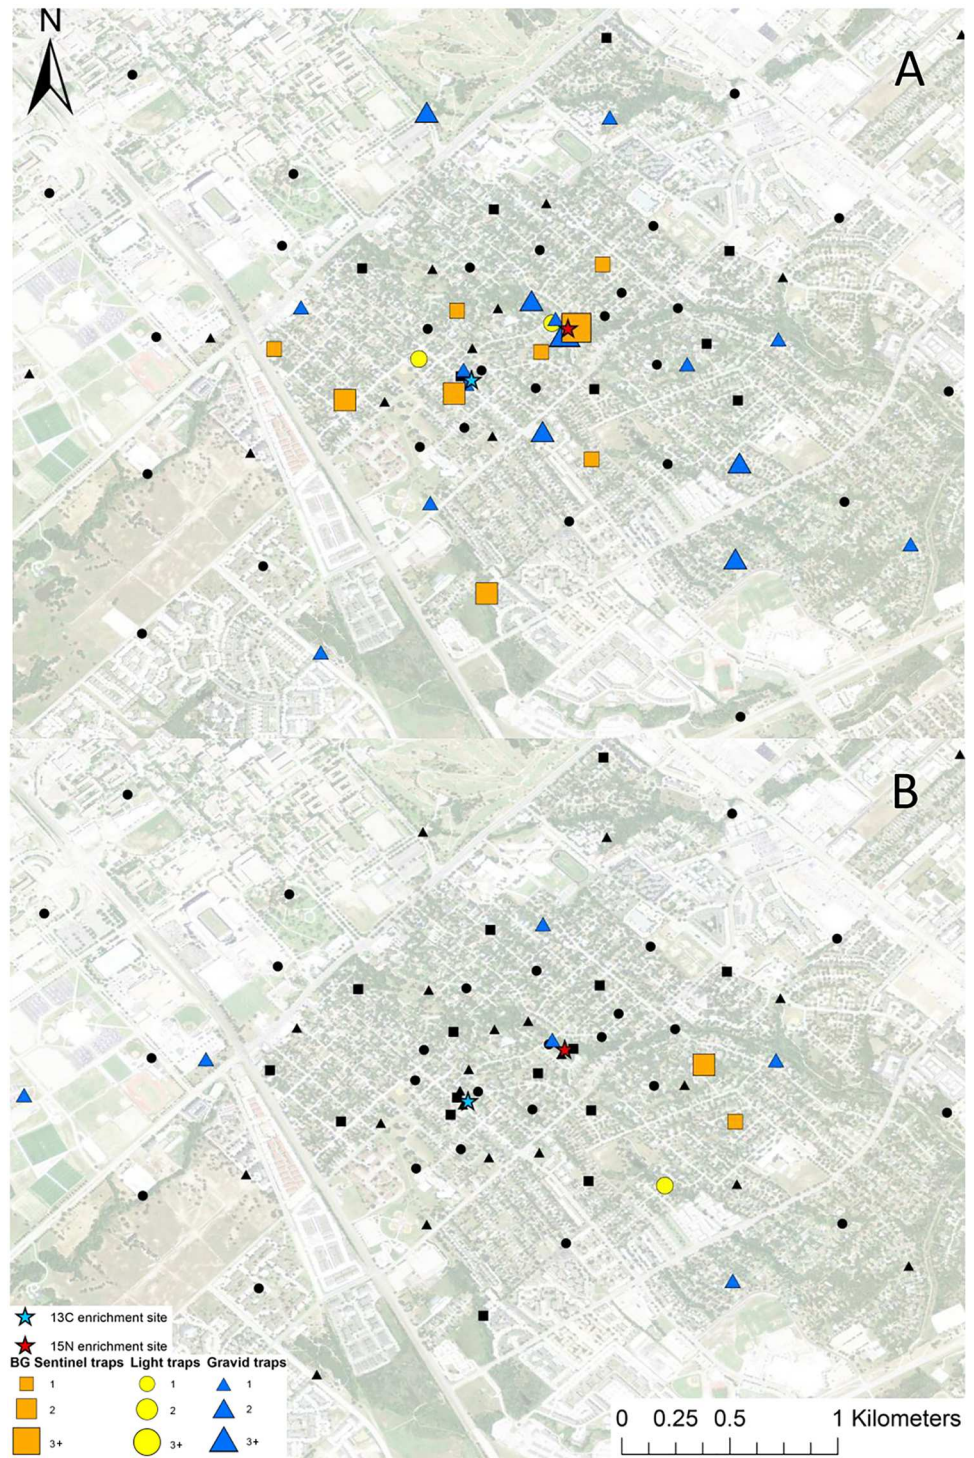 N
A
B
13C enrichment site
15N enrichment site
BG Sentinel traps Light traps Gravid traps
1 1 1
2 2 2
3+ 3+ 3+
0 0.25 0.5 1 Kilometers